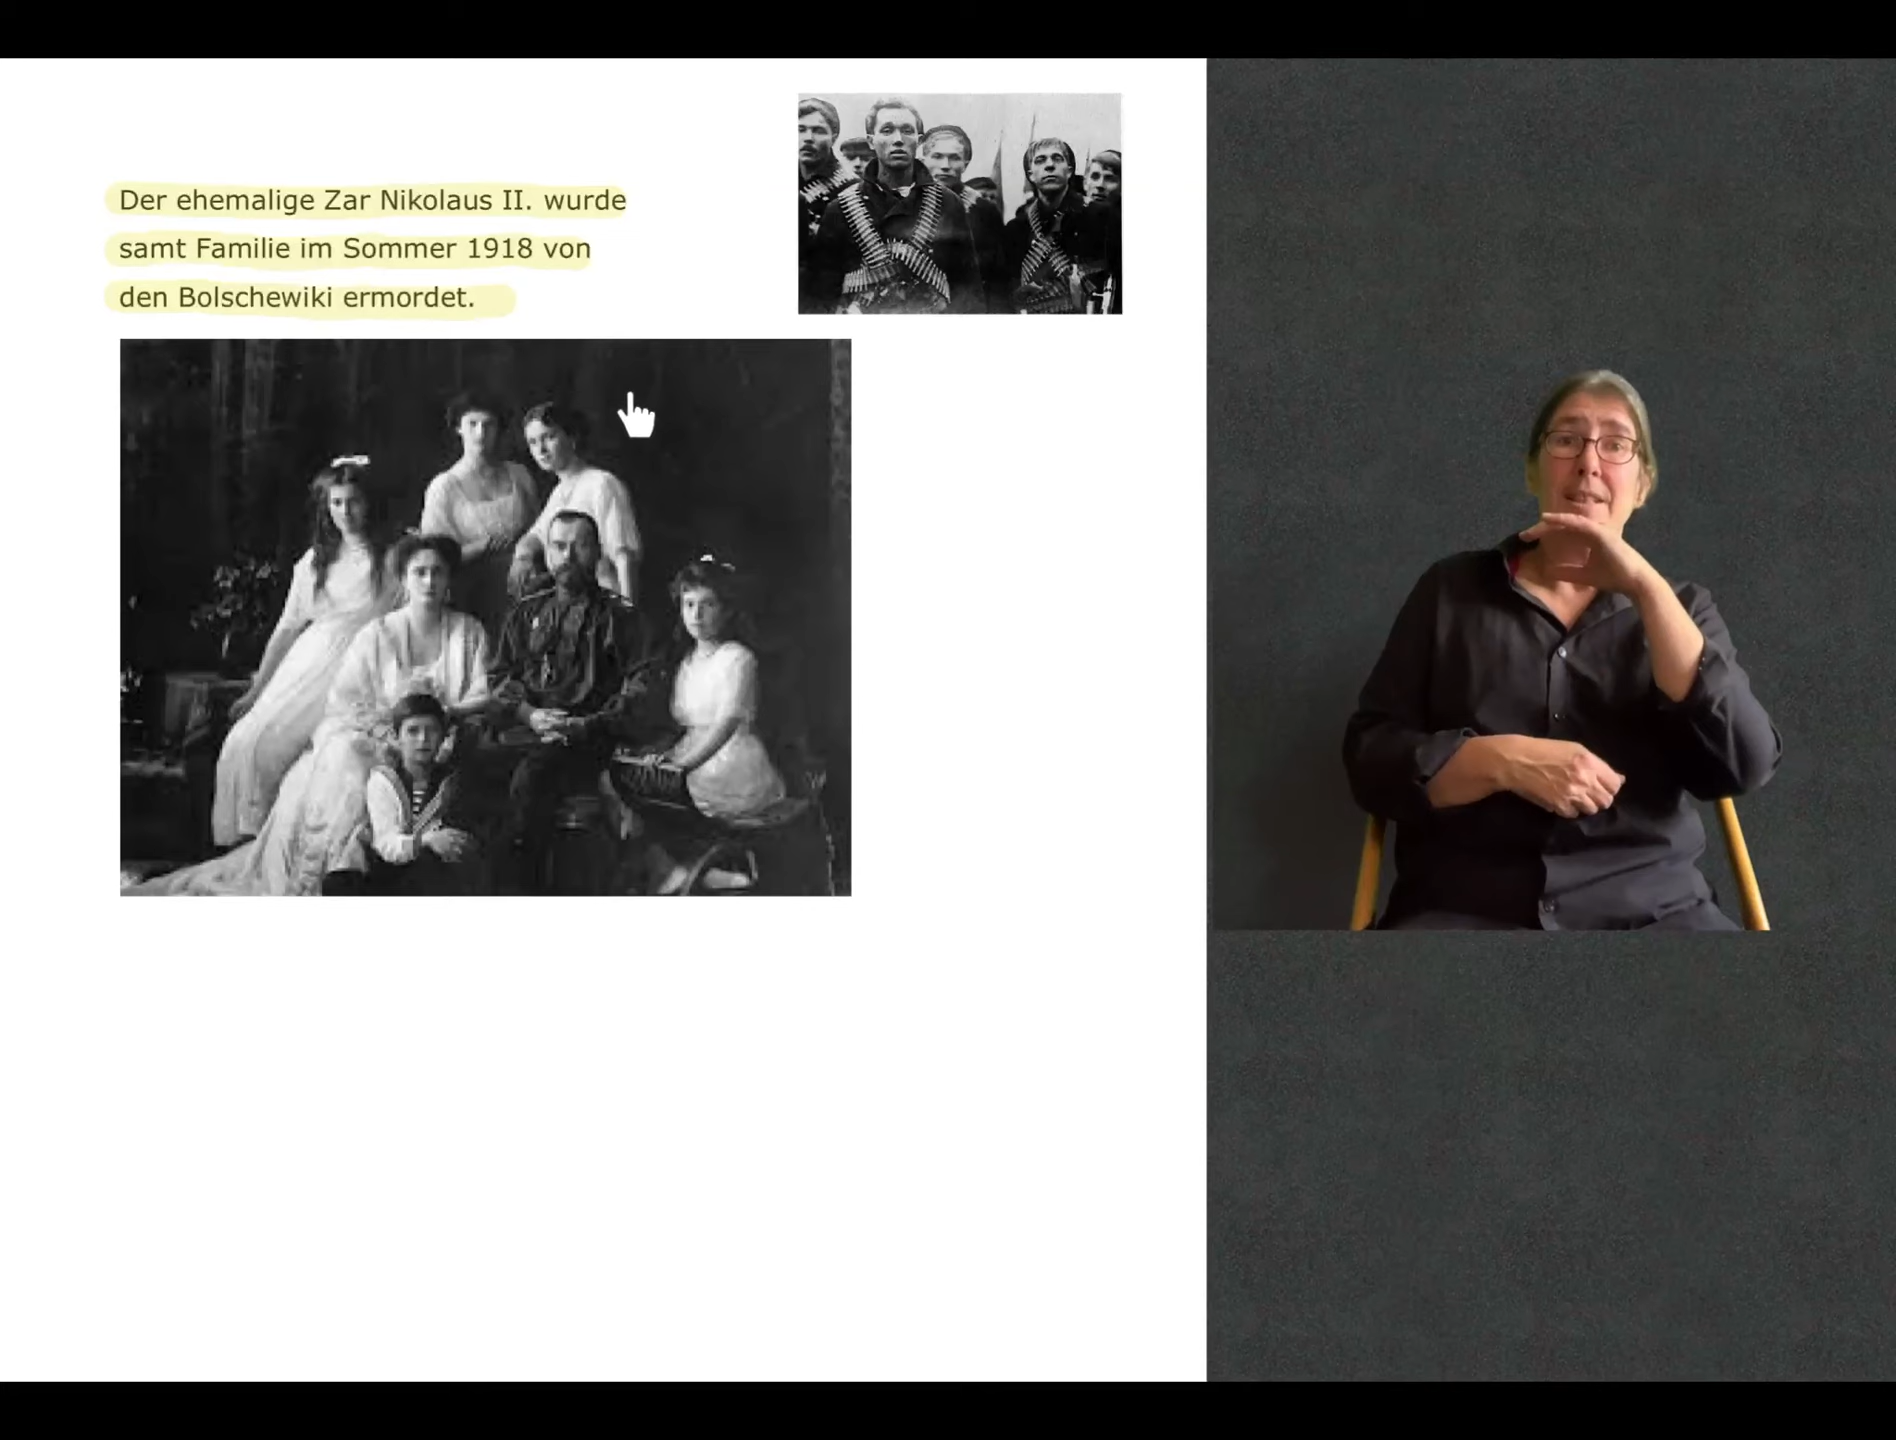 Der ehemalige Zar Nikolaus II. wurde
samt Familie im Sommer 1918 von
den Bolschewiki ermordet.